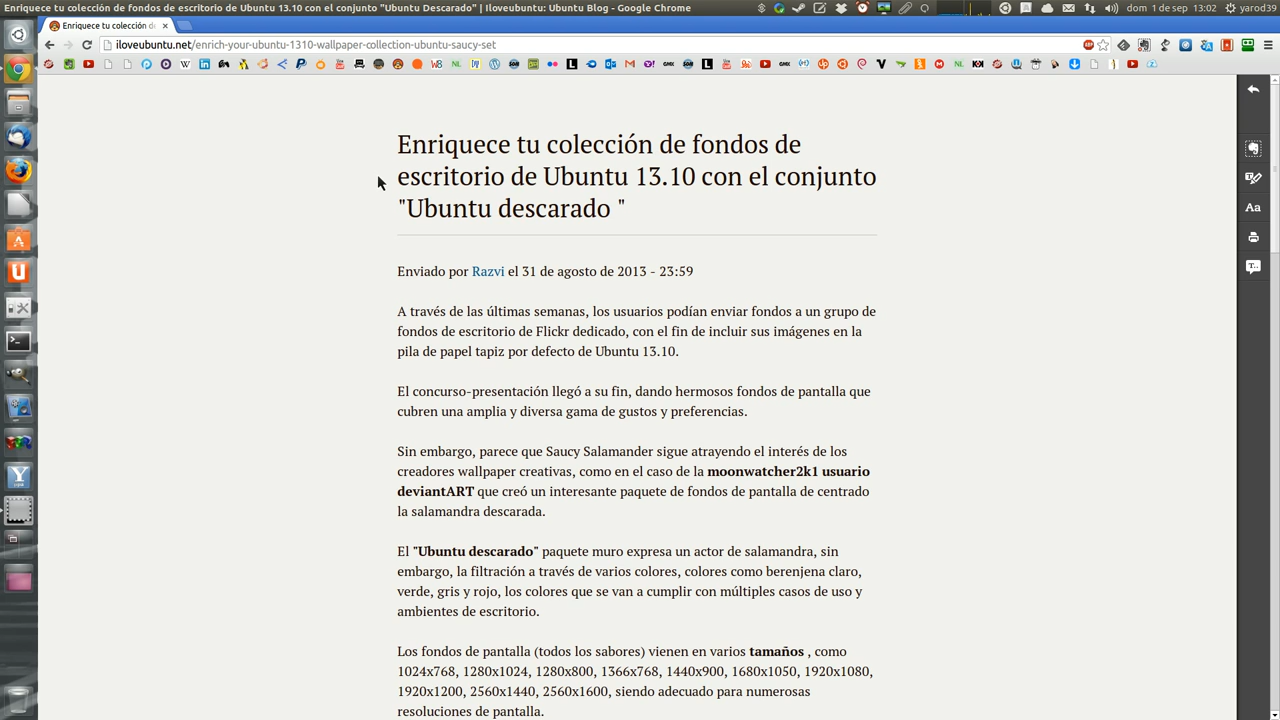 Enriquece tu colección de fondos de escritorio de Ubuntu 13.10 con el conjunto "Ubuntu Descarado" | Iloveubuntu: Ubuntu Blog - Google Chrome
dom 1 de sep 13:02 yarod39
Enriquece tu colección d
iloveubuntu.net/enrich-your-ubuntu-1310-wallpaper-collection-ubuntu-saucy-set
Enriquece tu colección de fondos de
escritorio de Ubuntu 13.10 con el conjunto
"Ubuntu descarado "
Enviado por Razvi el 31 de agosto de 2013 - 23:59
A través de las últimas semanas, los usuarios podían enviar fondos a un grupo de
fondos de escritorio de Flickr dedicado, con el fin de incluir sus imágenes en la
pila de papel tapiz por defecto de Ubuntu 13.10.
El concurso-presentación llegó a su fin, dando hermosos fondos de pantalla que
cubren una amplia y diversa gama de gustos y preferencias.
Sin embargo, parece que Saucy Salamander sigue atrayendo el interés de los
creadores wallpaper creativas, como en el caso de la moonwatcher2k1 usuario
deviantART que creó un interesante paquete de fondos de pantalla de centrado
la salamandra descarada.
El "Ubuntu descarado" paquete muro expresa un actor de salamandra, sin
embargo, la filtración a través de varios colores, colores como berenjena claro,
verde, gris y rojo, los colores que se van a cumplir con múltiples casos de uso y
ambientes de escritorio.
Los fondos de pantalla (todos los sabores) vienen en varios tamaños , como
1024x768, 1280x1024, 1280x800, 1366x768, 1440x900, 1680x1050, 1920x1080,
1920x1200, 2560x1440, 2560x1600, siendo adecuado para numerosas
resoluciones de pantalla.
Aa